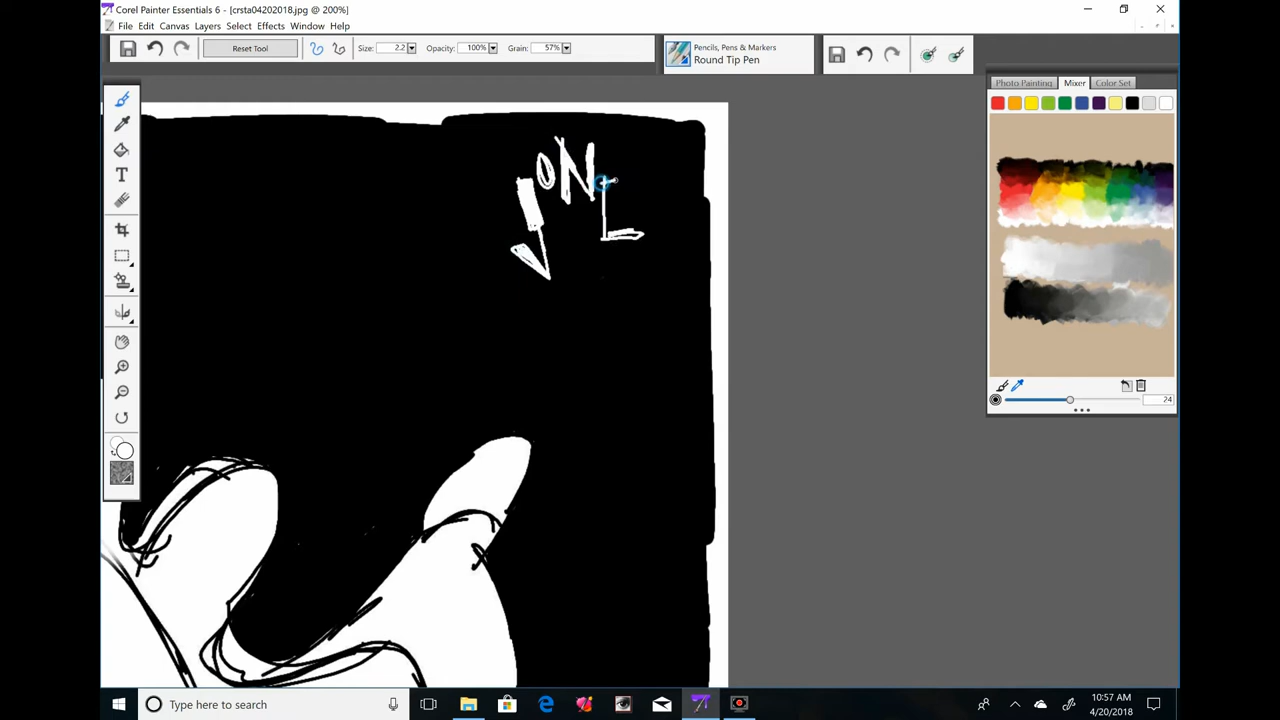 Corel Painter Essentials 6 - [crsta04202018.jpg @ 200%]
File Edit Canvas Layers Select Effects Window Help
Reset Tool Size: 2.2 Opacity: 100% Grain: 57%
Pencils, Pens & Markers
Round Tip Pen
Photo Painting Mixer Color Set
ON
L
24
Type here to search
10:57 AM
4/20/2018